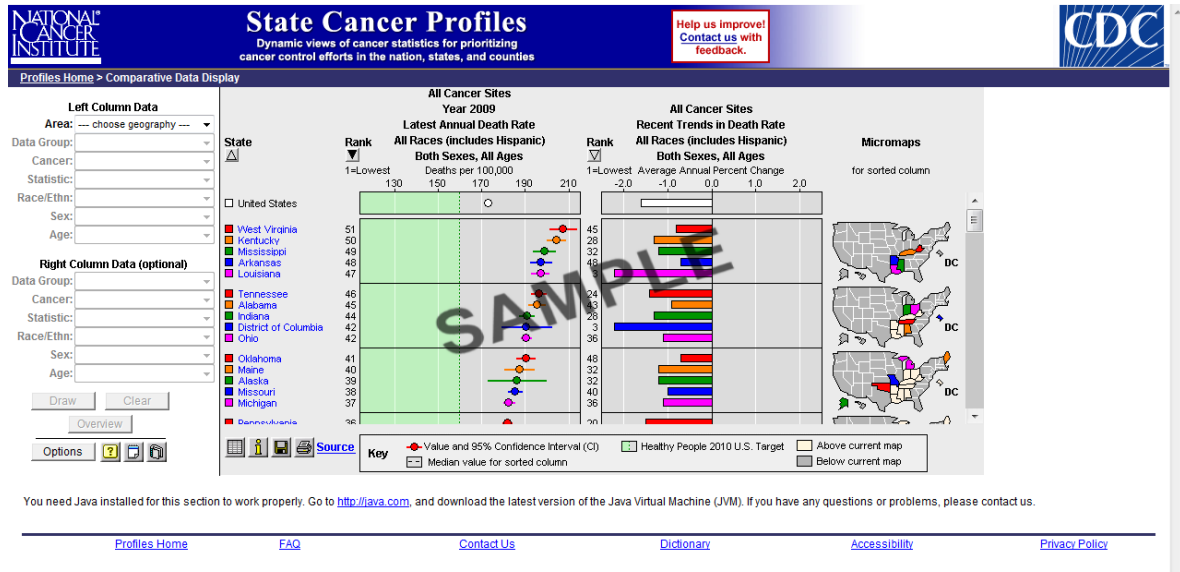 NATIONAL
CANCER
INSTITUTE
State Cancer Profiles
Dynamic views of cancer statistics for prioritizing
cancer control efforts in the nation, states, and counties
Help us improve!
Contact us with
feedback.
CDC
Profiles Home > Comparative Data Display
Left Column Data
Area: --- choose geography ---
Data Group:
Cancer:
Statistic:
Race/Ethn:
Sex:
Age:
Right Column Data (optional)
Data Group:
Cancer:
Statistic:
Race/Ethn:
Sex:
Age:
Draw Clear
Overview
Options
All Cancer Sites
Year 2009
Latest Annual Death Rate
All Races (includes Hispanic)
Both Sexes, All Ages
Deaths per 100,000
All Cancer Sites
Recent Trends in Death Rate
All Races (includes Hispanic)
Both Sexes, All Ages
Average Annual Percent Change
State Rank Rank Micromaps
1=Lowest 1=Lowest for sorted column
130 150 170 190 210 -2.0 -1.0 0.0 1.0 2.0
United States
West Virginia 51 45
Kentucky 50 28
Mississippi 49 32
Arkansas 48 48
Louisiana 47 3
DC
Tennessee 46 24
Alabama 45 43
Indiana 44 28
District of Columbia 42 3
Ohio 42 36
DC
Oklahoma 41 48
Maine 40 32
Alaska 39 32
Missouri 38 40
Michigan 37 36
DC
Pennsylvania 36 20
SAMPLE
Source
Key
Value and 95% Confidence Interval (CI)
Median value for sorted column
Healthy People 2010 U.S. Target
Above current map
Below current map
You need Java installed for this section to work properly. Go to http://java.com, and download the latest version of the Java Virtual Machine (JVM). If you have any questions or problems, please contact us.
Profiles Home FAQ Contact Us Dictionary Accessibility Privacy Policy